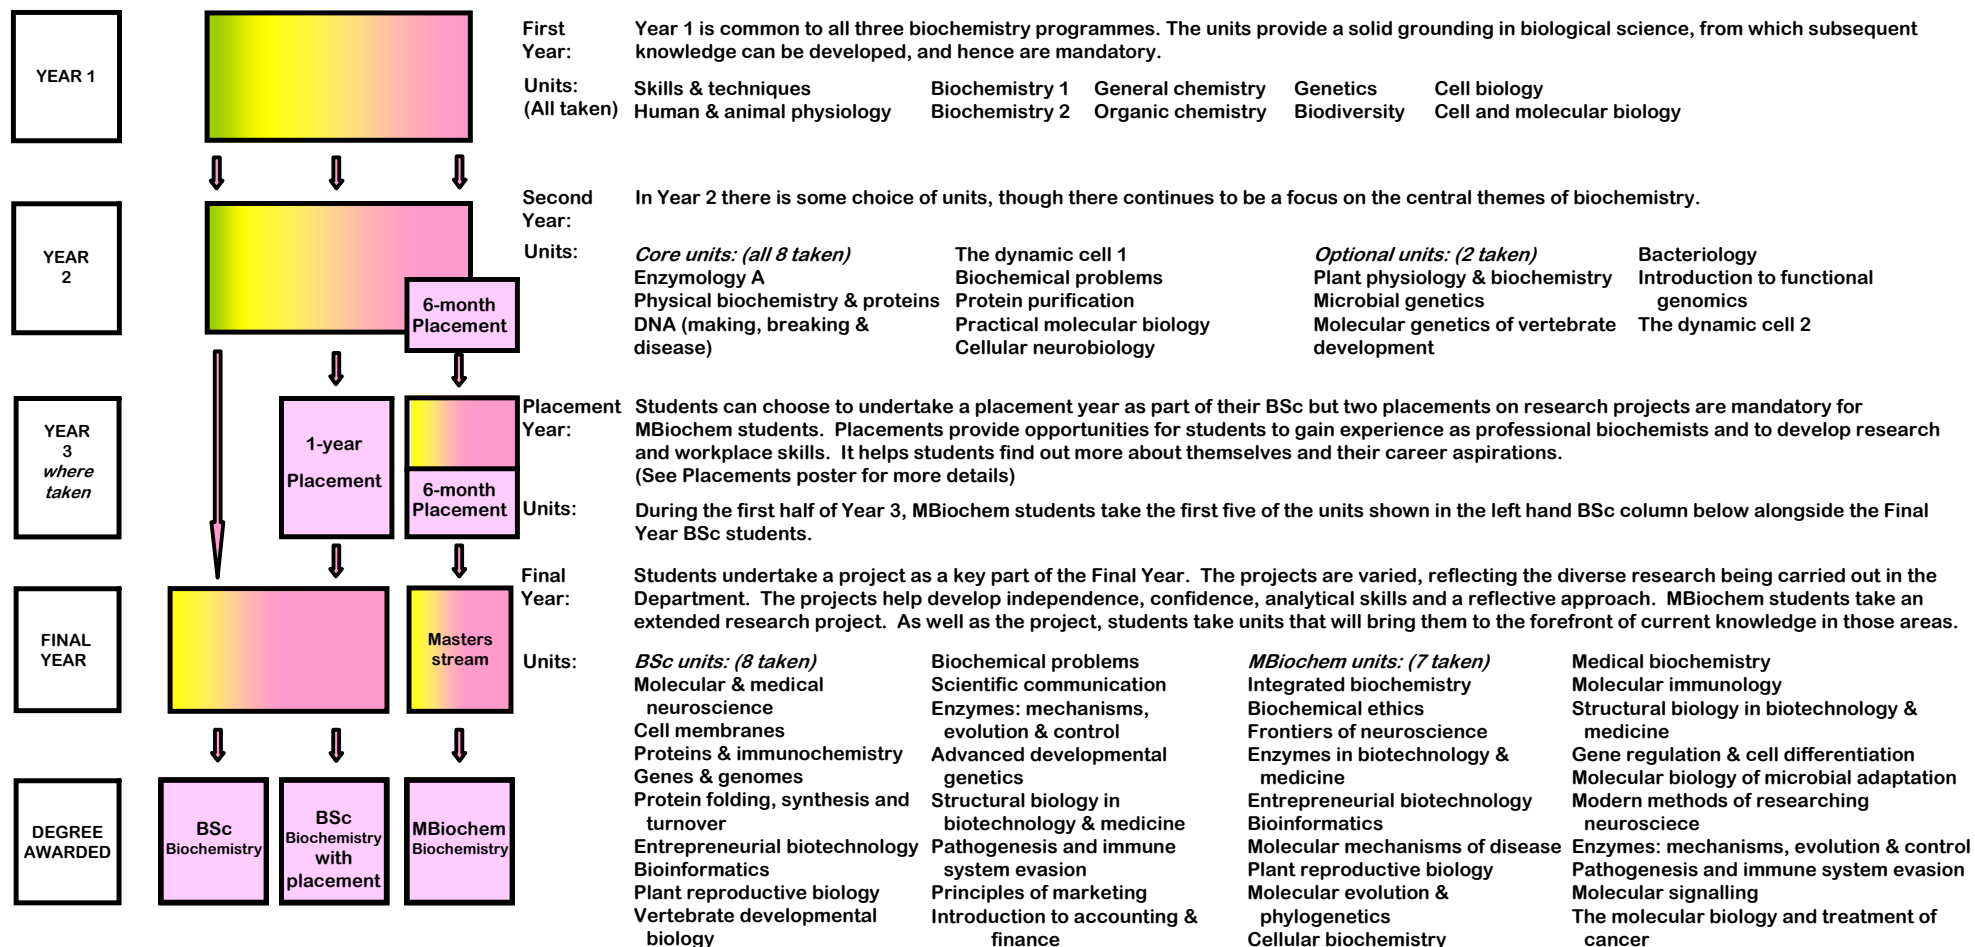 YEAR 1
First
Year:
Year 1 is common to all three biochemistry programmes. The units provide a solid grounding in biological science, from which subsequent
knowledge can be developed, and hence are mandatory.
Units:
(All taken)
Skills & techniques
Human & animal physiology
Biochemistry 1
Biochemistry 2
General chemistry
Organic chemistry
Genetics
Biodiversity
Cell biology
Cell and molecular biology
YEAR
2
6-month
Placement
Second
Year:
In Year 2 there is some choice of units, though there continues to be a focus on the central themes of biochemistry.
Units:
Core units: (all 8 taken)
Enzymology A
Physical biochemistry & proteins
DNA (making, breaking &
disease)
The dynamic cell 1
Biochemical problems
Protein purification
Practical molecular biology
Cellular neurobiology
Optional units: (2 taken)
Plant physiology & biochemistry
Microbial genetics
Molecular genetics of vertebrate
development
Bacteriology
Introduction to functional
genomics
The dynamic cell 2
YEAR
3
where
taken
1-year
Placement
6-month
Placement
Placement
Year:
Students can choose to undertake a placement year as part of their BSc but two placements on research projects are mandatory for
MBiochem students. Placements provide opportunities for students to gain experience as professional biochemists and to develop research
and workplace skills. It helps students find out more about themselves and their career aspirations.
(See Placements poster for more details)
Units:
During the first half of Year 3, MBiochem students take the first five of the units shown in the left hand BSc column below alongside the Final
Year BSc students.
FINAL
YEAR
Masters
stream
Final
Year:
Students undertake a project as a key part of the Final Year. The projects are varied, reflecting the diverse research being carried out in the
Department. The projects help develop independence, confidence, analytical skills and a reflective approach. MBiochem students take an
extended research project. As well as the project, students take units that will bring them to the forefront of current knowledge in those areas.
Units:
BSc units: (8 taken)
Molecular & medical
neuroscience
Cell membranes
Proteins & immunochemistry
Genes & genomes
Protein folding, synthesis and
turnover
Entrepreneurial biotechnology
Bioinformatics
Plant reproductive biology
Vertebrate developmental
biology
Biochemical problems
Scientific communication
Enzymes: mechanisms,
evolution & control
Advanced developmental
genetics
Structural biology in
biotechnology & medicine
Pathogenesis and immune
system evasion
Principles of marketing
Introduction to accounting &
finance
MBiochem units: (7 taken)
Integrated biochemistry
Biochemical ethics
Frontiers of neuroscience
Enzymes in biotechnology &
medicine
Entrepreneurial biotechnology
Bioinformatics
Molecular mechanisms of disease
Plant reproductive biology
Molecular evolution &
phylogenetics
Cellular biochemistry
Medical biochemistry
Molecular immunology
Structural biology in biotechnology &
medicine
Gene regulation & cell differentiation
Molecular biology of microbial adaptation
Modern methods of researching
neurosciece
Enzymes: mechanisms, evolution & control
Pathogenesis and immune system evasion
Molecular signalling
The molecular biology and treatment of
cancer
DEGREE
AWARDED
BSc
Biochemistry
BSc
Biochemistry
with
placement
MBiochem
Biochemistry